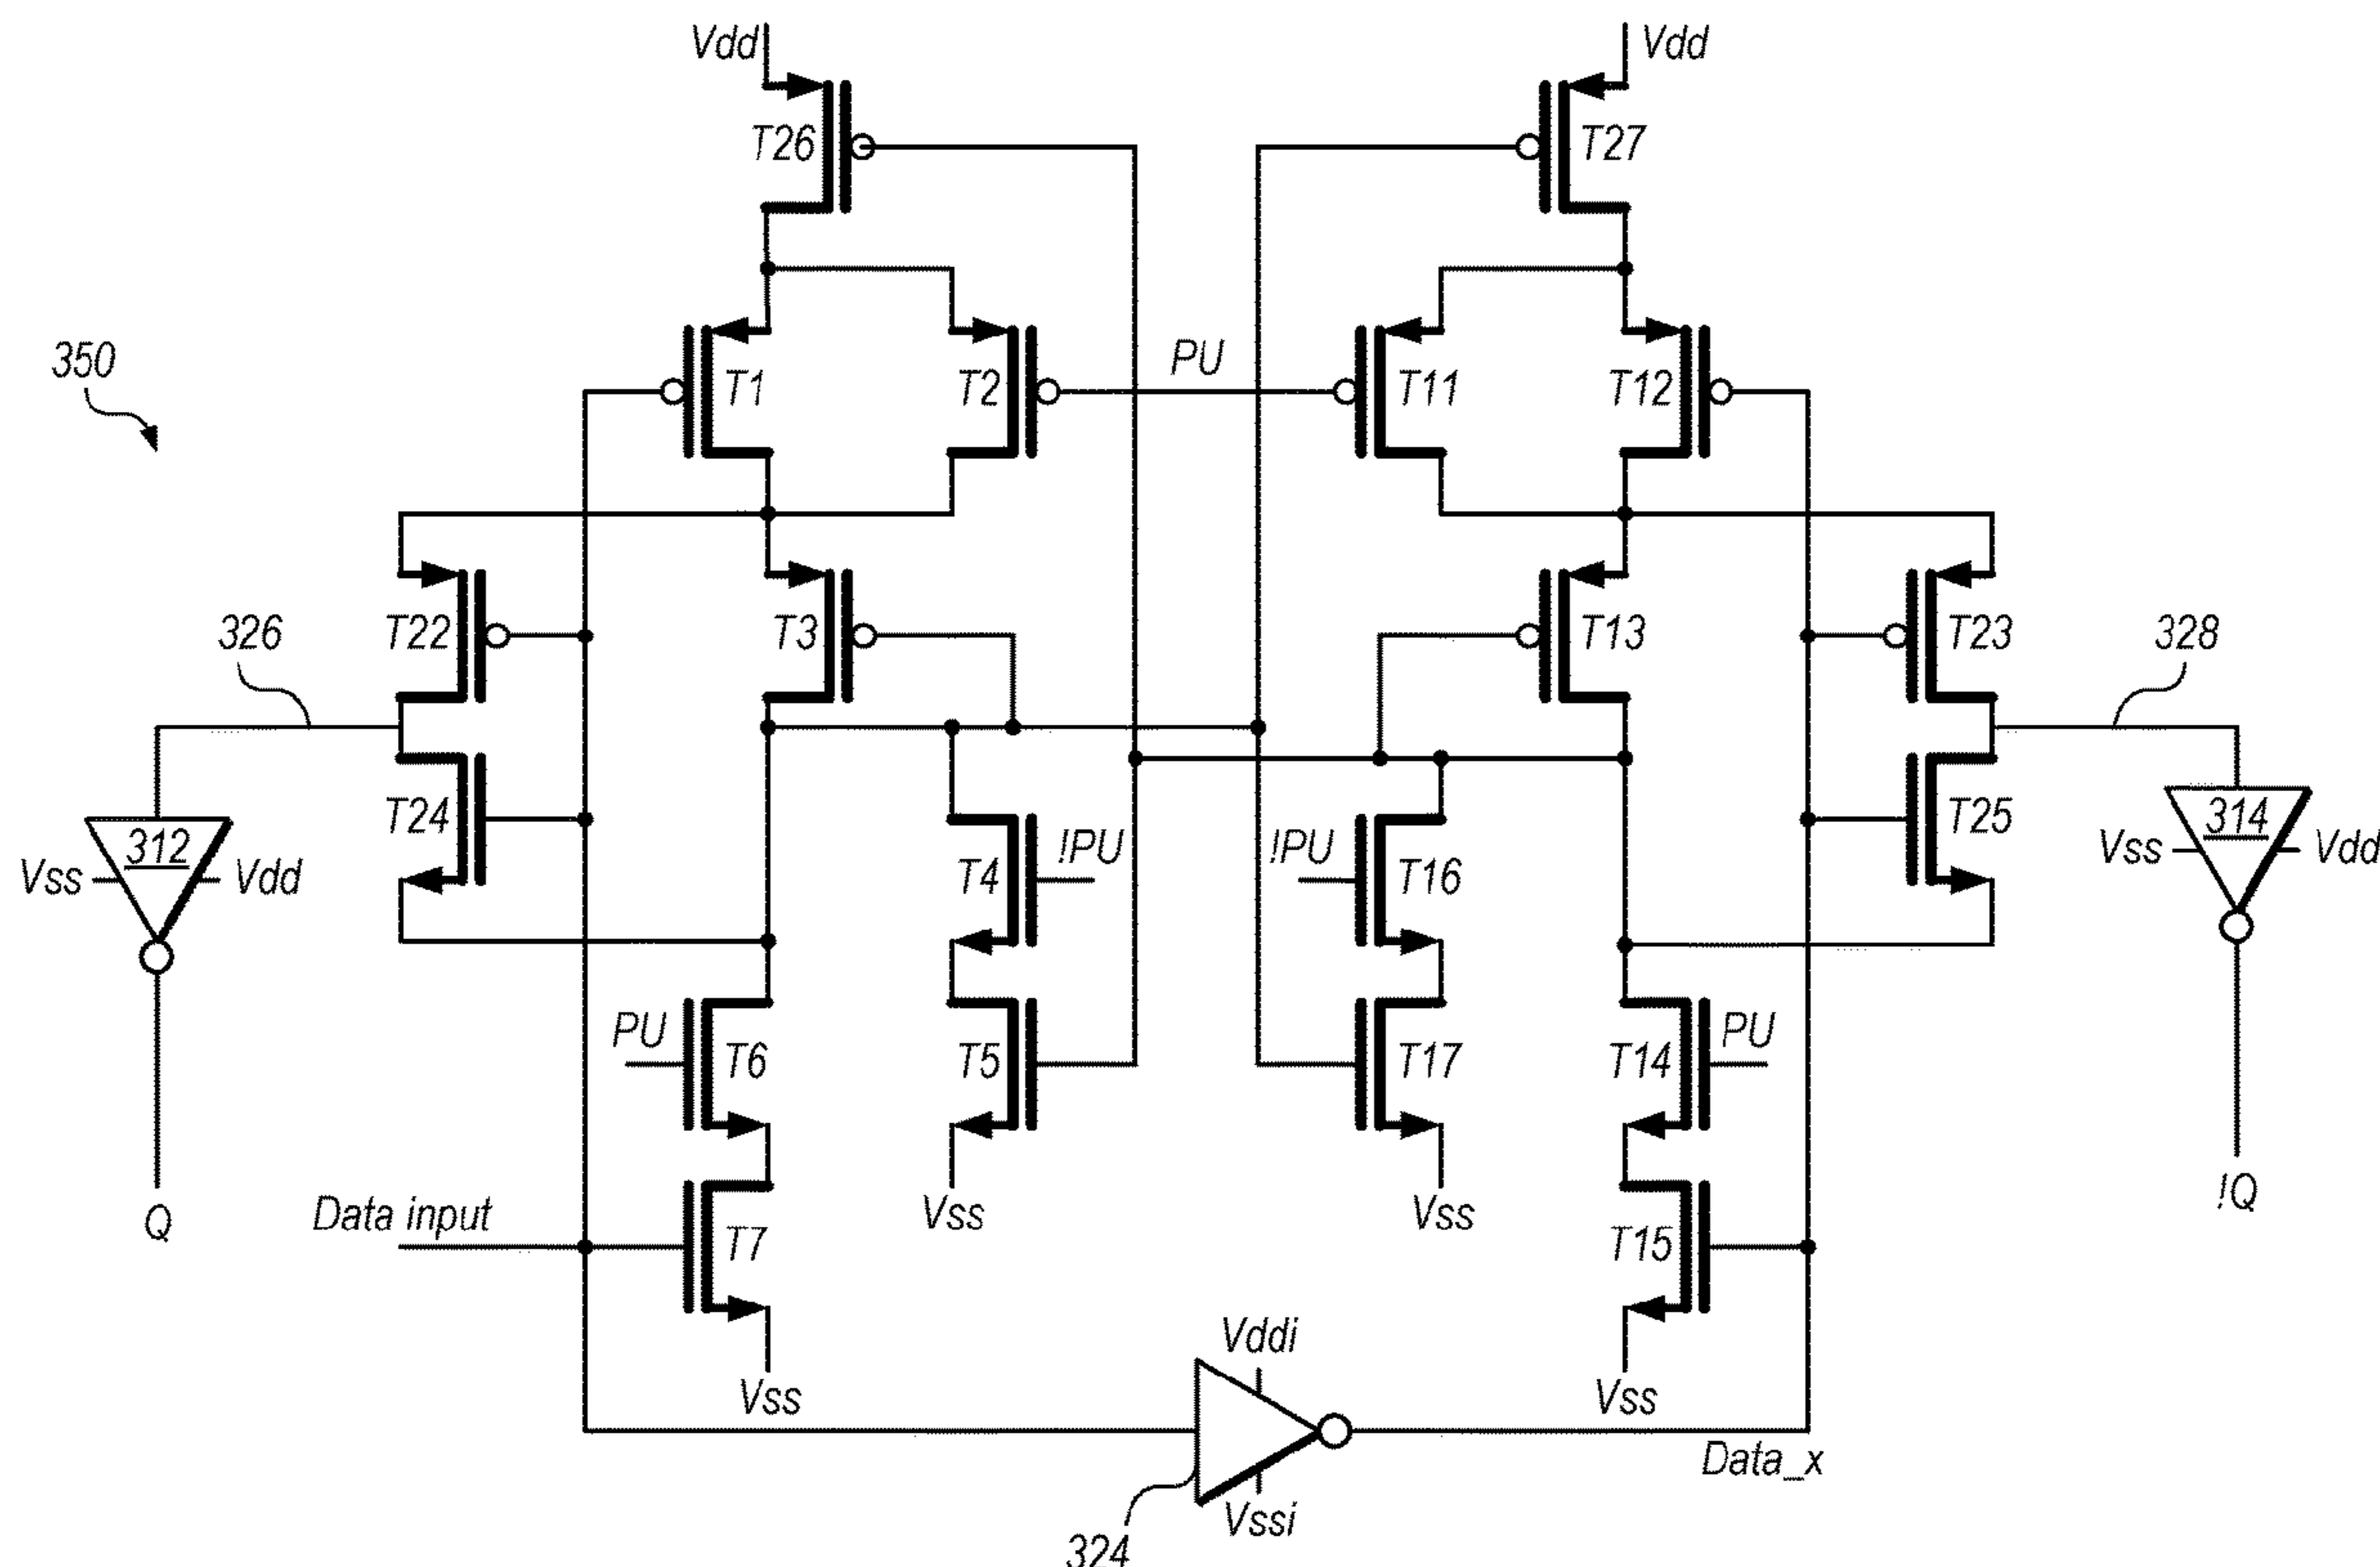 Vdd
Vdd
T26
T27
350
T1
T2
PU
T11
T12
326
T22
T3
T13
T23
328
312
Vss
Vdd
T24
T4
!PU
!PU
T16
T25
314
Vss
Vdd
PU
T6
T5
T17
T14
PU
Q
Data input
T7
Vss
Vss
T15
!Q
Vss
Vddi
Vss
Data_x
Vssi
324